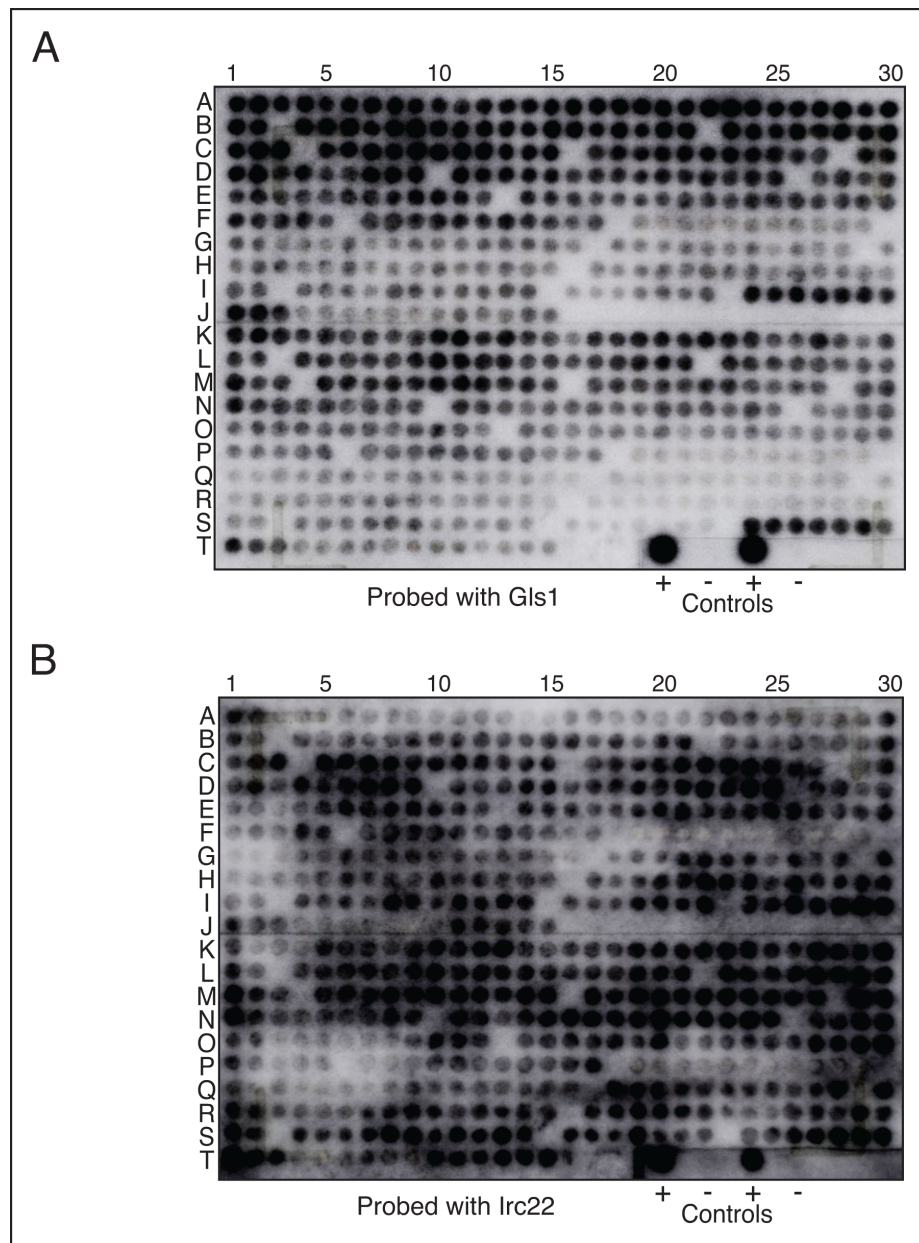 A
1 5 10 15 20 25 30
A
B
C
D
E
F
G
H
I
J
K
L
M
N
O
P
Q
R
S
T
+ - + -
Probed with Gls1 Controls
B
1 5 10 15 20 25 30
A
B
C
D
E
F
G
H
I
J
K
L
M
N
O
P
Q
R
S
T
+ - + -
Probed with Irc22 Controls